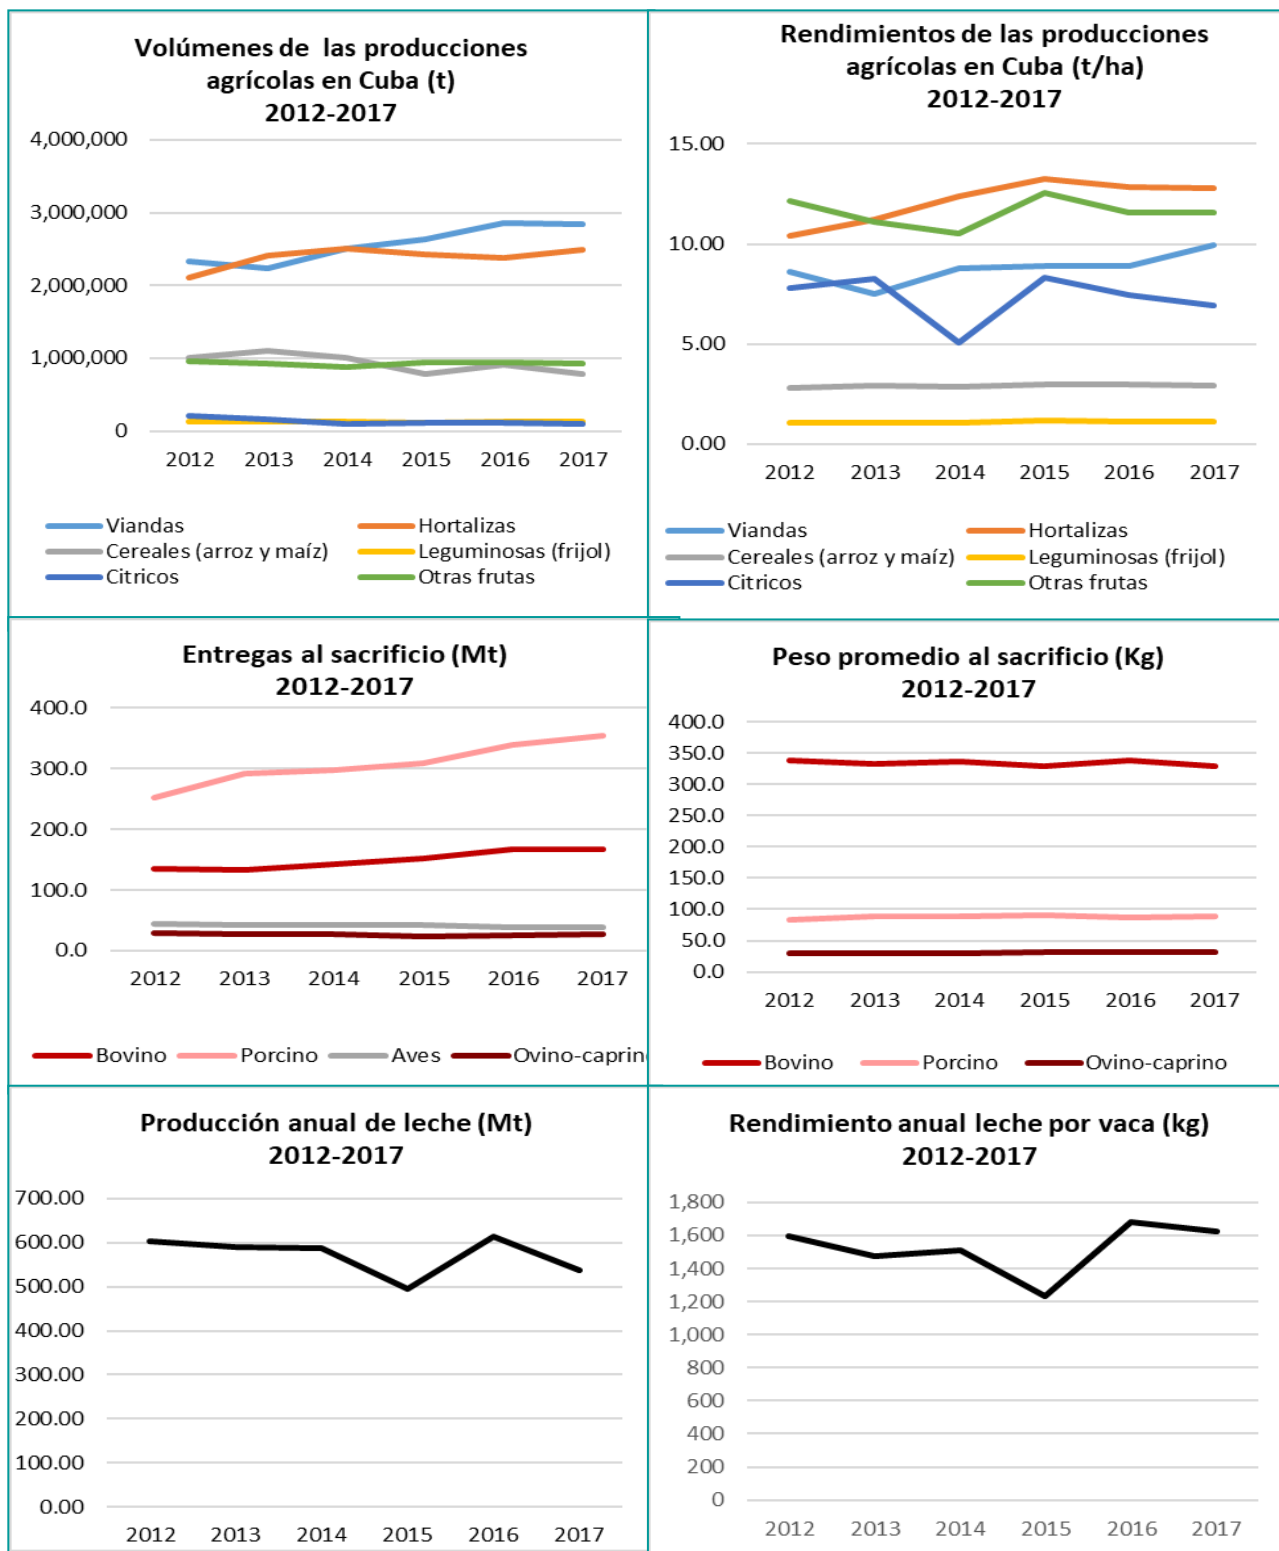 Volúmenes de las producciones
agrícolas en Cuba (t)
2012-2017
4,000,000
3,000,000
2,000,000
1,000,000
0
2012 2013 2014 2015 2016 2017
Viandas Hortalizas
Cereales (arroz y maíz) Leguminosas (frijol)
Citricos Otras frutas
Rendimientos de las producciones
agrícolas en Cuba (t/ha)
2012-2017
15.00
10.00
5.00
0.00
2012 2013 2014 2015 2016 2017
Viandas Hortalizas
Cereales (arroz y maíz) Leguminosas (frijol)
Citricos Otras frutas
Entregas al sacrificio (Mt)
2012-2017
400.0
300.0
200.0
100.0
0.0
2012 2013 2014 2015 2016 2017
Bovino Porcino Aves Ovino-caprino
Peso promedio al sacrificio (Kg)
2012-2017
400.0
350.0
300.0
250.0
200.0
150.0
100.0
50.0
0.0
2012 2013 2014 2015 2016 2017
Bovino Porcino Ovino-caprino
Producción anual de leche (Mt)
2012-2017
700.00
600.00
500.00
400.00
300.00
200.00
100.00
0.00
2012 2013 2014 2015 2016 2017
Rendimiento anual leche por vaca (kg)
2012-2017
1,800
1,600
1,400
1,200
1,000
800
600
400
200
0
2012 2013 2014 2015 2016 2017